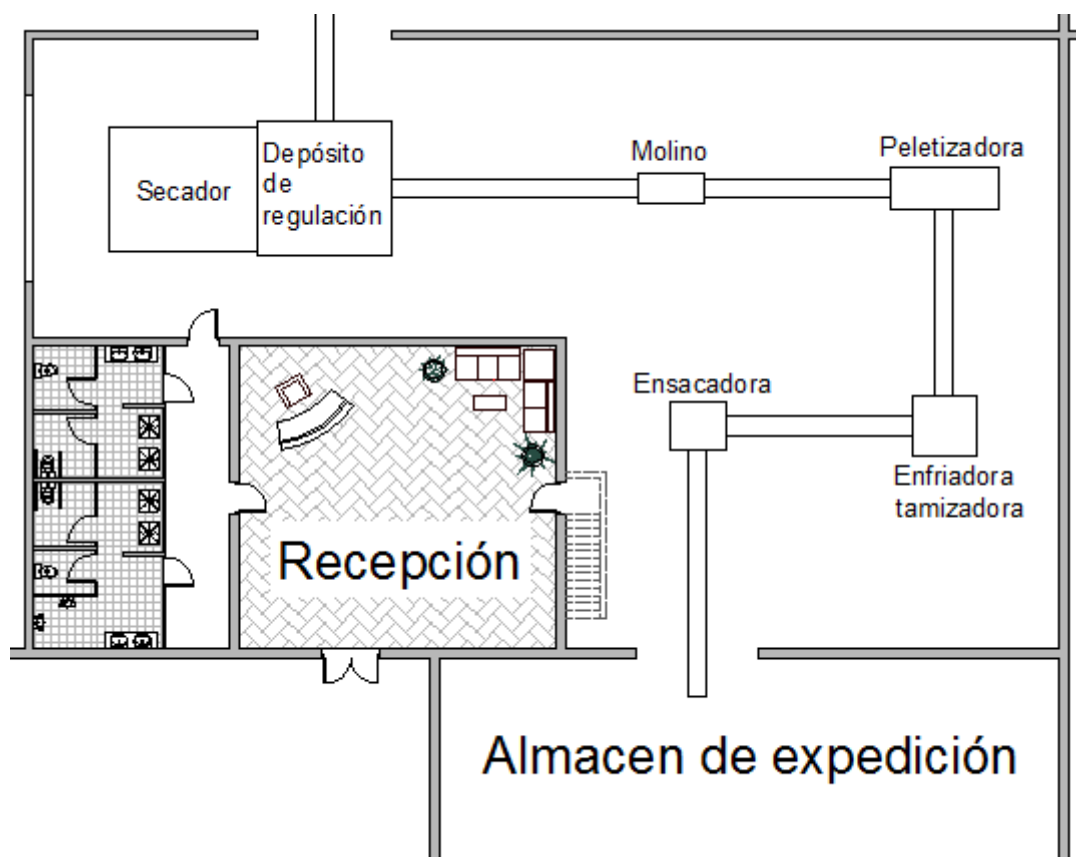 Secador
Depósito
de
regulación
Molino
Peletizadora
Ensacadora
Enfriadora
tamizadora
Recepción
Almacen de expedición